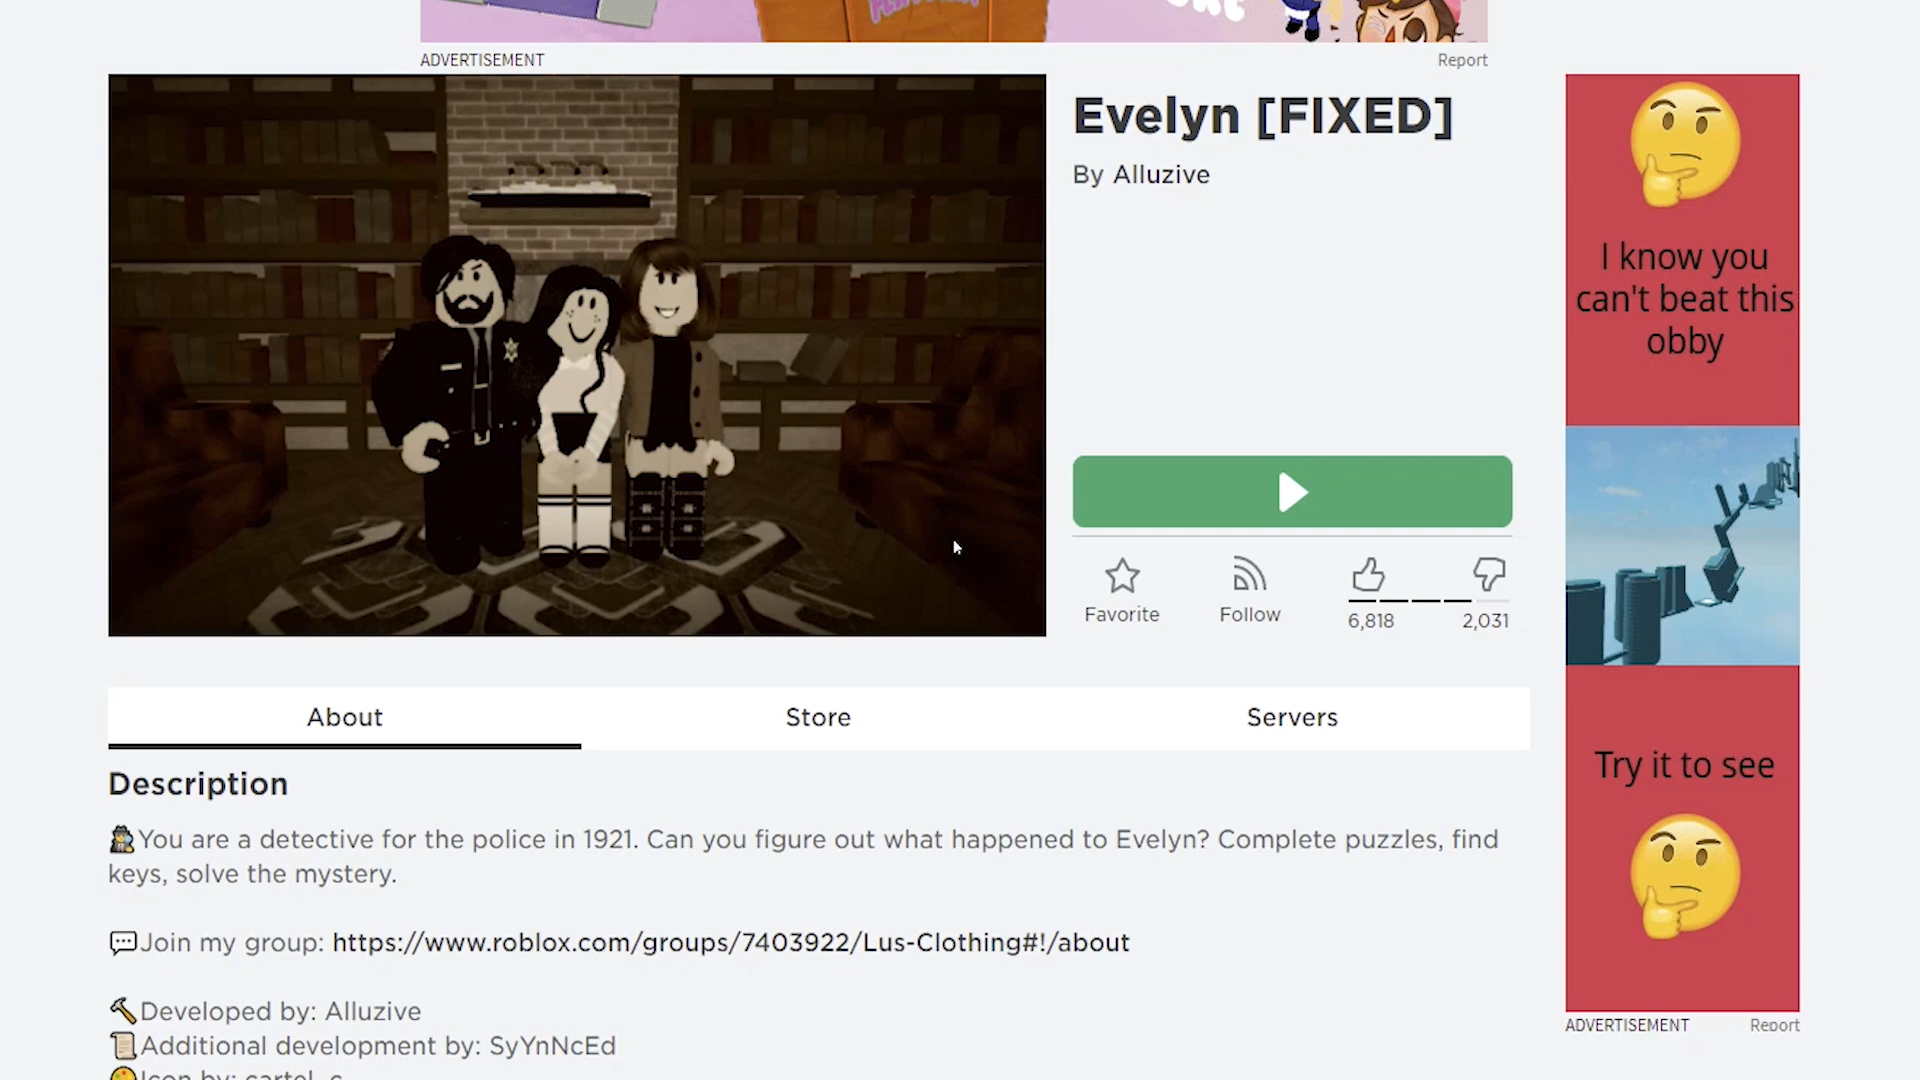 ADVERTISEMENT
Report
Evelyn [FIXED]
By Alluzive
Favorite
Follow
6,818
2,031
I know you
can't beat this
obby
Try it to see
ADVERTISEMENT
Report
About
Store
Servers
Description
You are a detective for the police in 1921. Can you figure out what happened to Evelyn? Complete puzzles, find
keys, solve the mystery.
Join my group: https://www.roblox.com/groups/7403922/Lus-Clothing#!/about
Developed by: Alluzive
Additional development by: SyYnNcEd
Icon by: cartel_c